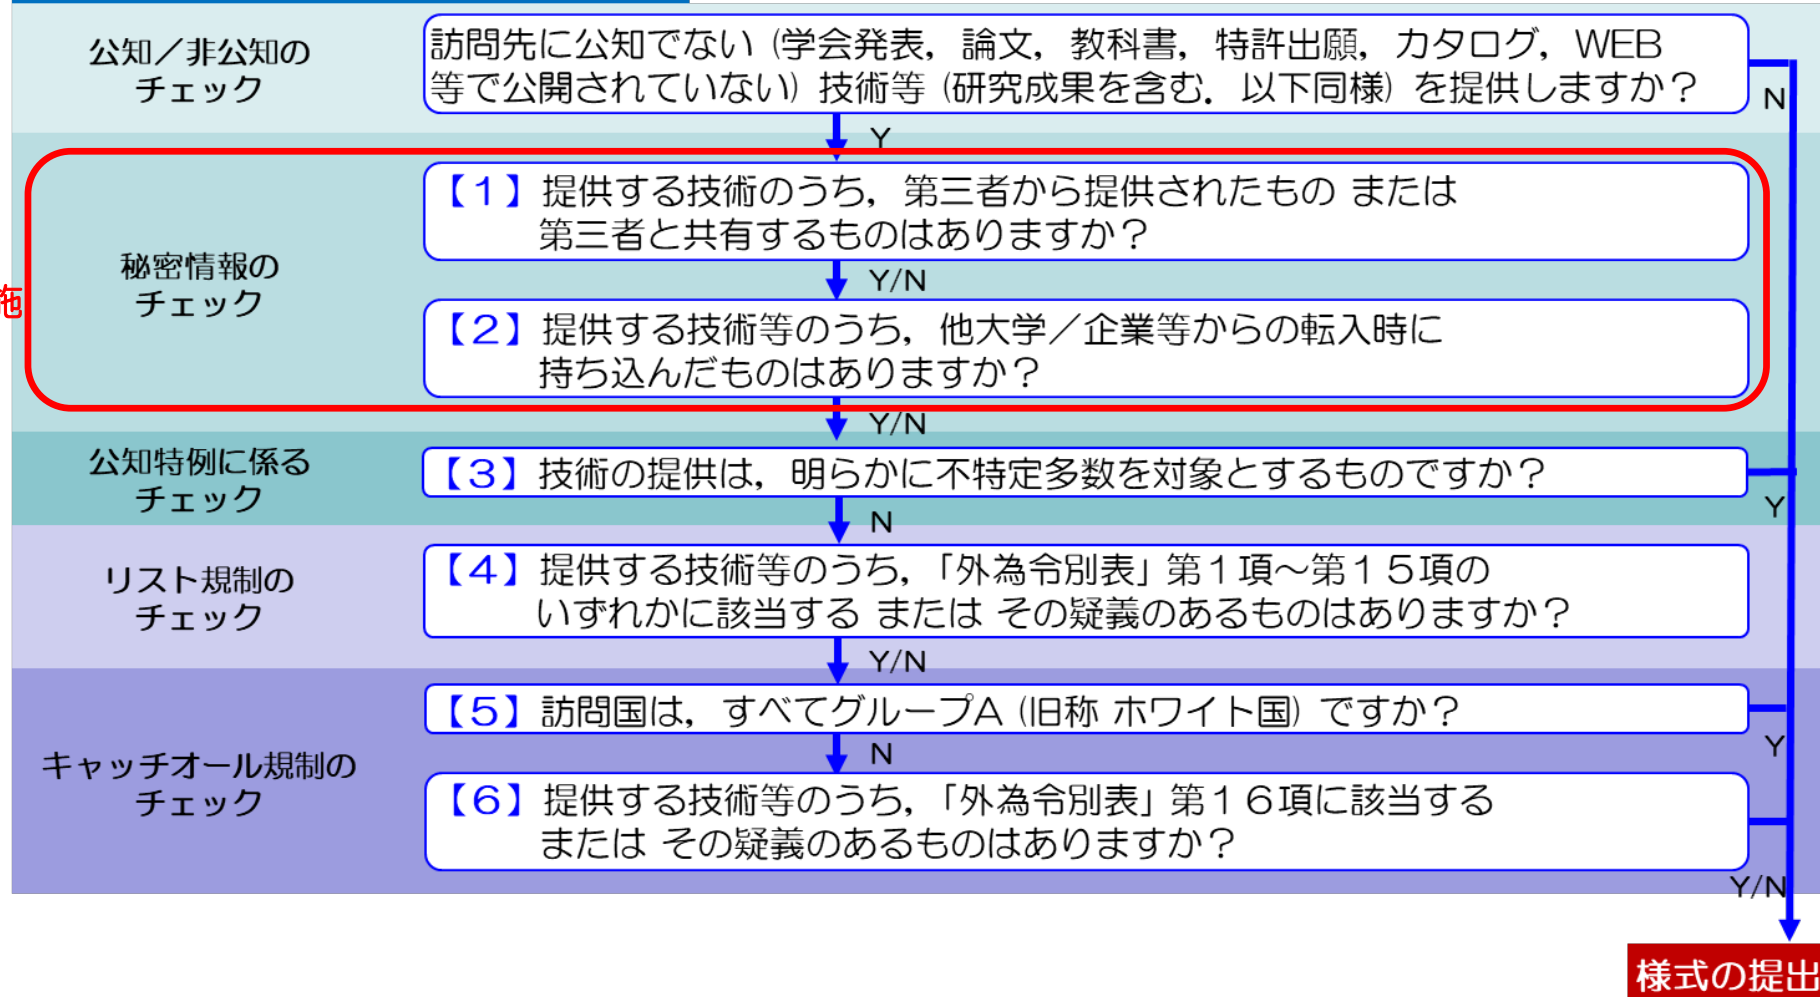 公知／非公知の
チェック
訪問先に公知でない（学会発表，論文，教科書，特許出願，カタログ，WEB
等で公開されていない）技術等（研究成果を含む．以下同様）を提供しますか？
N
Y
秘密情報の
チェック
施
【1】提供する技術のうち，第三者から提供されたもの または
第三者と共有するものはありますか？
Y/N
【2】提供する技術等のうち，他大学／企業等からの転入時に
持ち込んだものはありますか？
Y/N
公知特例に係る
チェック
【3】技術の提供は，明らかに不特定多数を対象とするものですか？
Y
N
リスト規制の
チェック
【4】提供する技術等のうち，「外為令別表」第１項～第１５項の
いずれかに該当する または その疑義のあるものはありますか？
Y/N
キャッチオール規制の
チェック
【5】訪問国は，すべてグループA（旧称 ホワイト国）ですか？
Y
N
【6】提供する技術等のうち，「外為令別表」第１６項に該当する
または その疑義のあるものはありますか？
Y/N
様式の提出